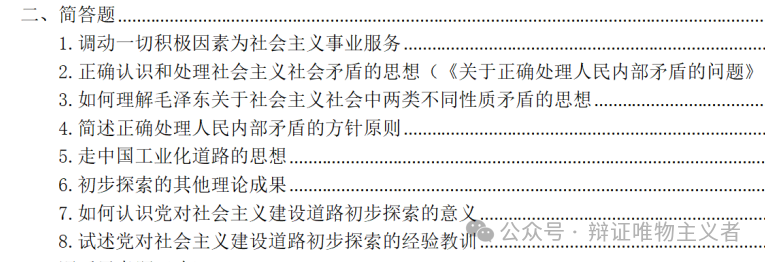 二、简答题
1. 调动一切积极因素为社会主义事业服务
2. 正确认识和处理社会主义社会矛盾的思想（《关于正确处理人民内部矛盾的问题》
3. 如何理解毛泽东关于社会主义社会中两类不同性质矛盾的思想
4. 简述正确处理人民内部矛盾的方针原则
5. 走中国工业化道路的思想
6. 初步探索的其他理论成果
7. 如何认识党对社会主义建设道路初步探索的意义
8. 试述党对社会主义建设道路初步探索的经验教训
公众号 · 辩证唯物主义者